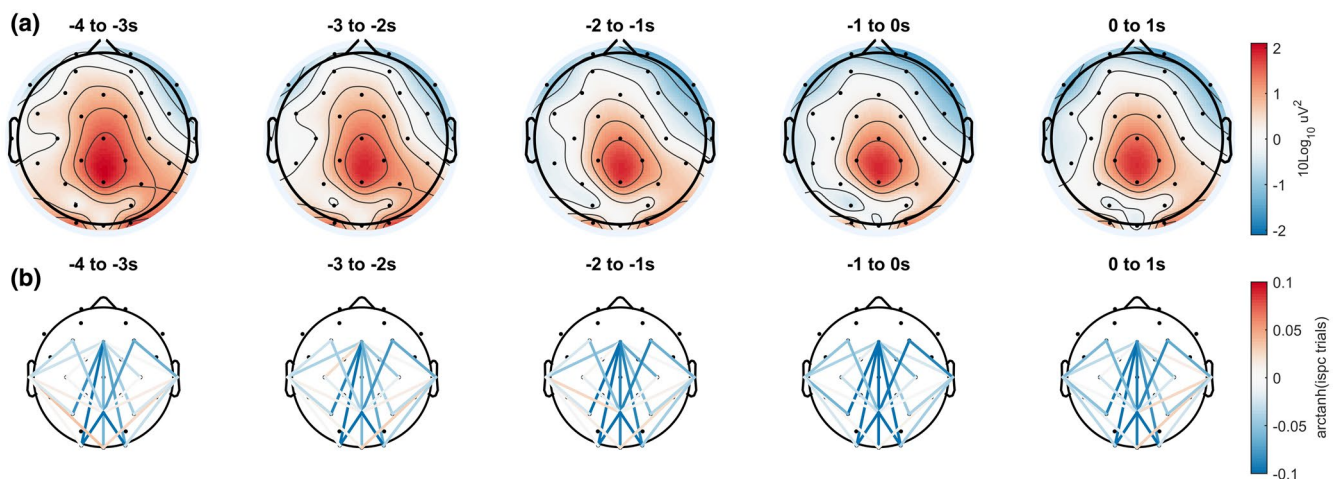 (a)
-4 to -3s
-3 to -2s
-2 to -1s
-1 to 0s
0 to 1s
2
1
0
-1
-2
10Log₁₀ uV²
(b)
-4 to -3s
-3 to -2s
-2 to -1s
-1 to 0s
0 to 1s
0.1
0.05
0
-0.05
-0.1
arctanh(ispc trials)